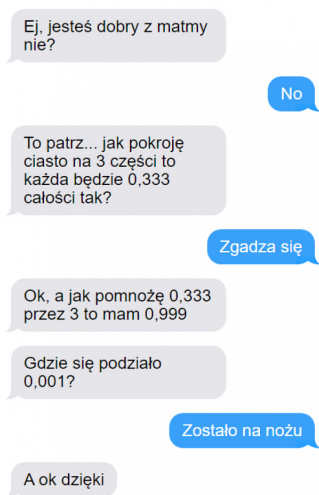 Ej, jesteś dobry z matmy
nie?
No
To patrz... jak pokroję
ciasto na 3 części to
każda będzie 0,333
całości tak?
Zgadza się
Ok, a jak pomnożę 0,333
przez 3 to mam 0,999
Gdzie się podziało
0,001?
Zostało na nożu
A ok dzięki